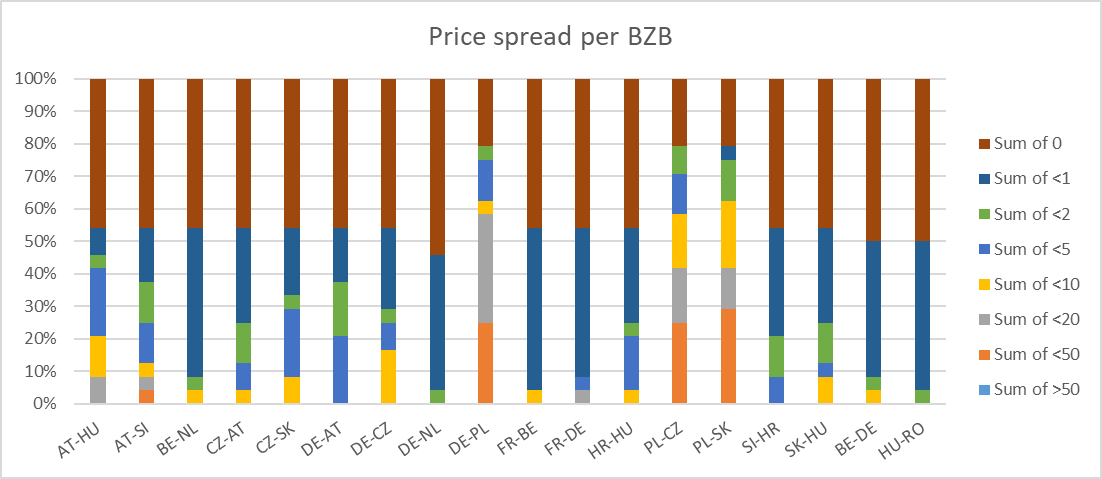 Price spread per BZB
100%
90%
80%
70%
60%
50%
40%
30%
20%
10%
0%
AT-HU
AT-SI
BE-NL
CZ-AT
CZ-SK
DE-AT
DE-CZ
DE-NL
DE-PL
FR-BE
FR-DE
HR-HU
PL-CZ
PL-SK
SI-HR
SK-HU
BE-DE
HU-RO
Sum of 0
Sum of <1
Sum of <2
Sum of <5
Sum of <10
Sum of <20
Sum of <50
Sum of >50